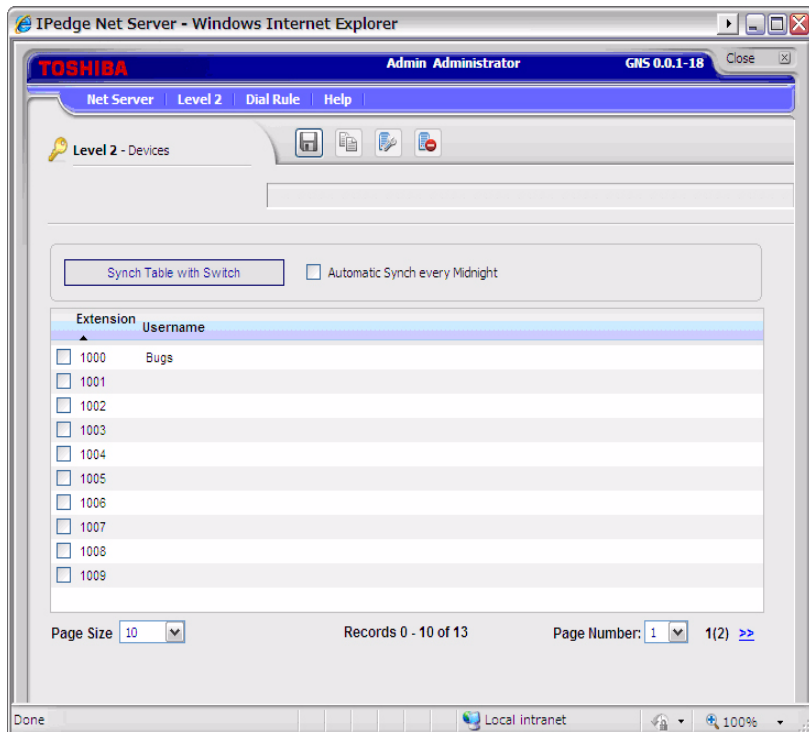 IPedge Net Server - Windows Internet Explorer
TOSHIBA Admin Administrator GNS 0.0.1-18 Close
Net Server Level 2 Dial Rule Help
Level 2 - Devices
Synch Table with Switch Automatic Synch every Midnight
Extension Username
1000 Bugs
1001
1002
1003
1004
1005
1006
1007
1008
1009
Page Size 10 Records 0 - 10 of 13 Page Number: 1 1(2) >>
Done Local intranet 100%